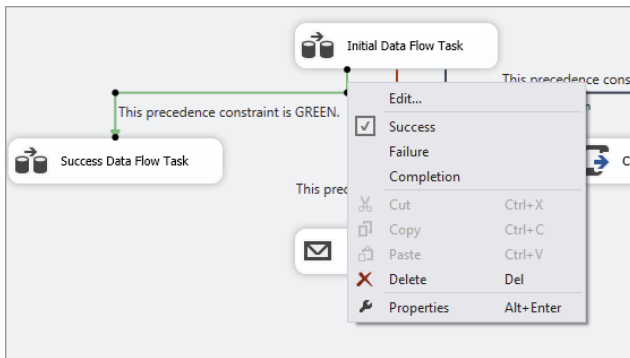 Initial Data Flow Task
This precedence cons
This precedence constraint is GREEN.
Edit...
Success
Success Data Flow Task
Failure
Completion
This prec
Cut Ctrl+X
Copy Ctrl+C
Paste Ctrl+V
Delete Del
Properties Alt+Enter